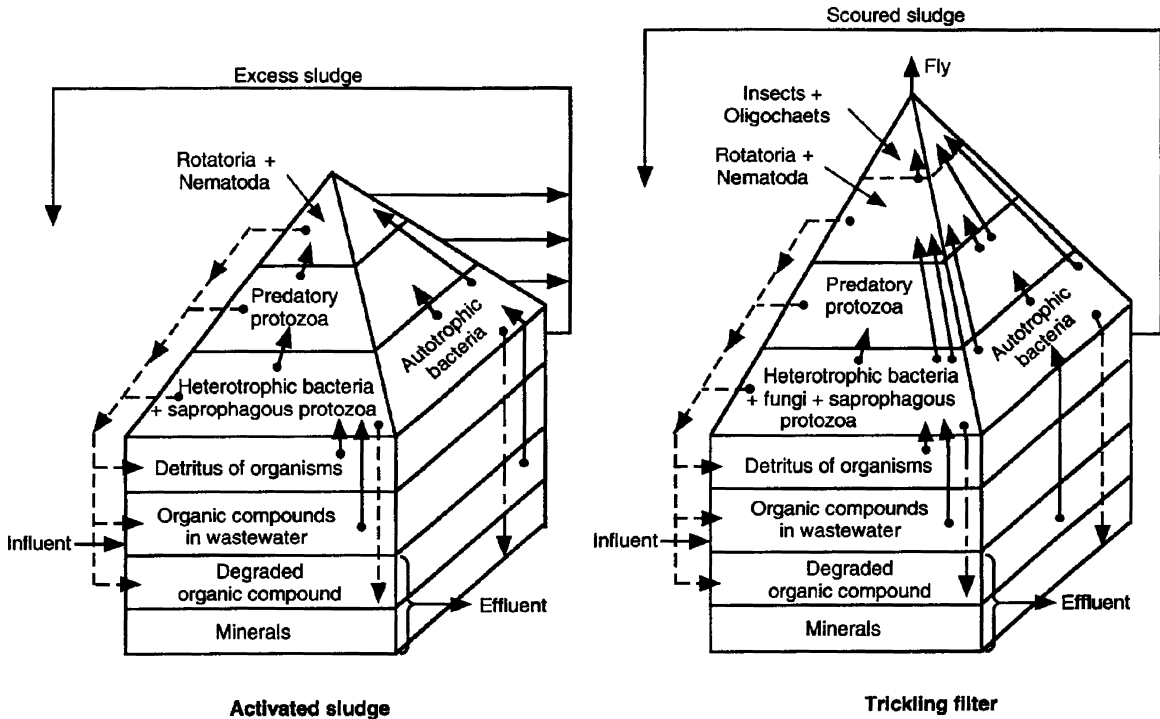 Excess sludge
Rotatoria +
Nematoda
Predatory
protozoa
Autotrophic
bacteria
Heterotrophic bacteria
+ saprophagous protozoa
Detritus of organisms
Organic compounds
in wastewater
Influent
Degraded
organic compound
Effluent
Minerals
Activated sludge
Scoured sludge
Fly
Insects +
Oligochaets
Rotatoria +
Nematoda
Predatory
protozoa
Autotrophic
bacteria
Heterotrophic bacteria
+ fungi + saprophagous
protozoa
Detritus of organisms
Organic compounds
in wastewater
Influent
Degraded
organic compound
Effluent
Minerals
Trickling filter